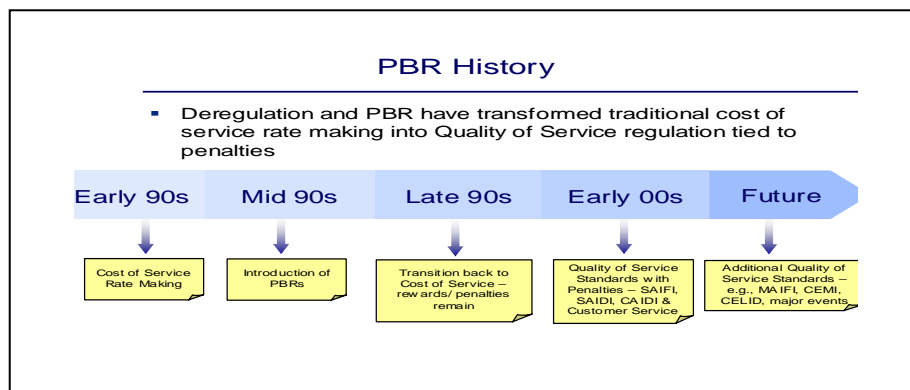 PBR History
▪ Deregulation and PBR have transformed traditional cost of
service rate making into Quality of Service regulation tied to
penalties
Early 90s
Mid 90s
Late 90s
Early 00s
Future
Cost of Service
Rate Making
Introduction of
PBRs
Transition back to
Cost of Service –
rewards/ penalties
remain
Quality of Service
Standards with
Penalties – SAIFI,
SAIDI, CAIDI &
Customer Service
Additional Quality of
Service Standards –
e.g., MAIFI, CEMI,
CELID, major events